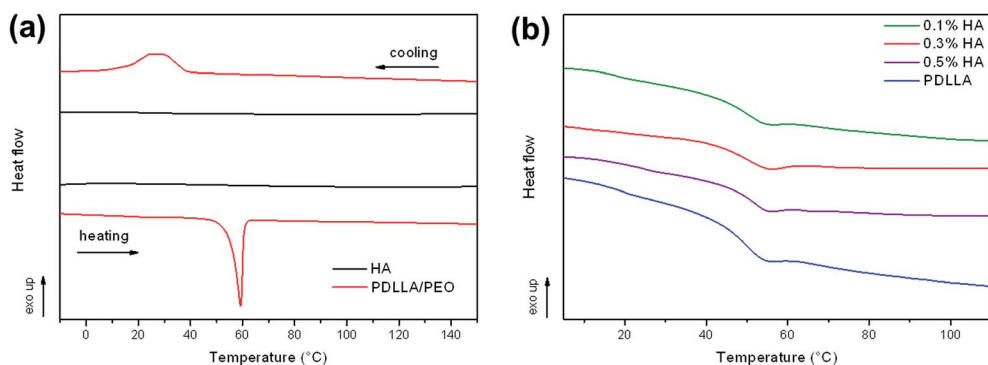 (a)
cooling
Heat flow
heating
exo up
HA
PDLLA/PEO
0 20 40 60 80 100 120 140
Temperature (°C)
(b)
0.1% HA
0.3% HA
0.5% HA
PDLLA
Heat flow
exo up
20 40 60 80 100
Temperature (°C)